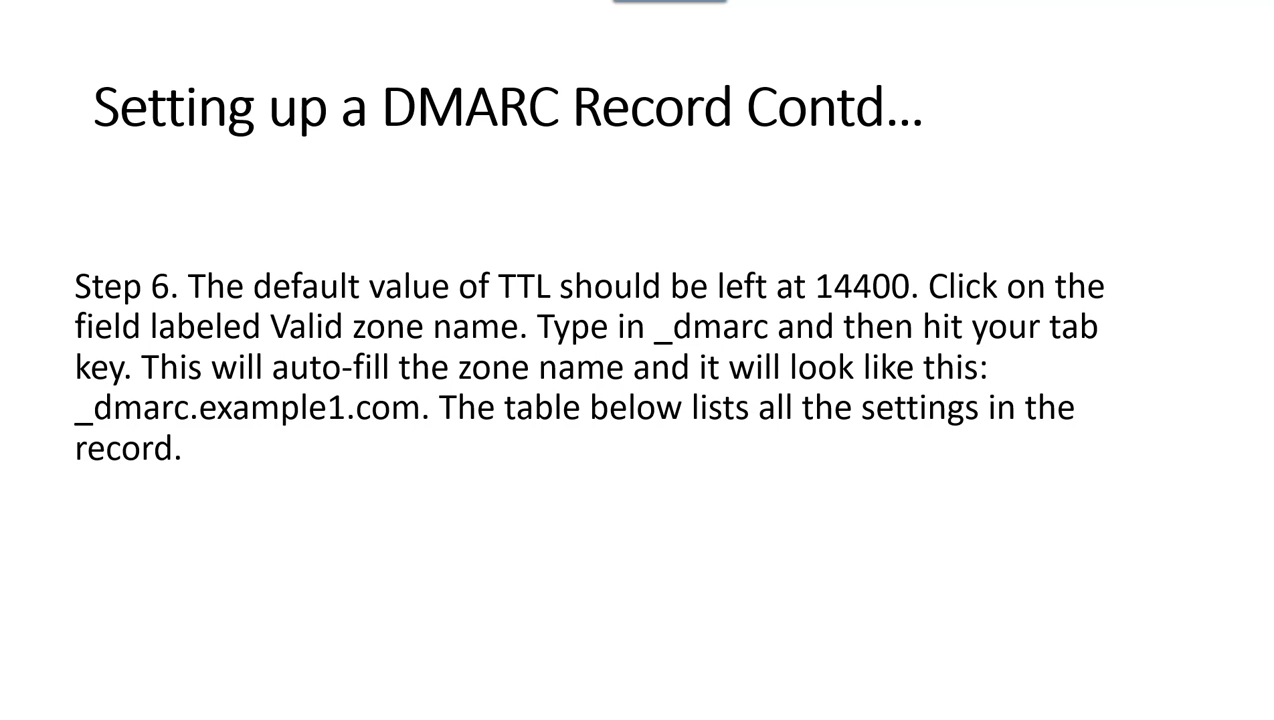 Setting up a DMARC Record Contd...
Step 6. The default value of TTL should be left at 14400. Click on the
field labeled Valid zone name. Type in _dmarc and then hit your tab
key. This will auto-fill the zone name and it will look like this:
_dmarc.example1.com. The table below lists all the settings in the
record.